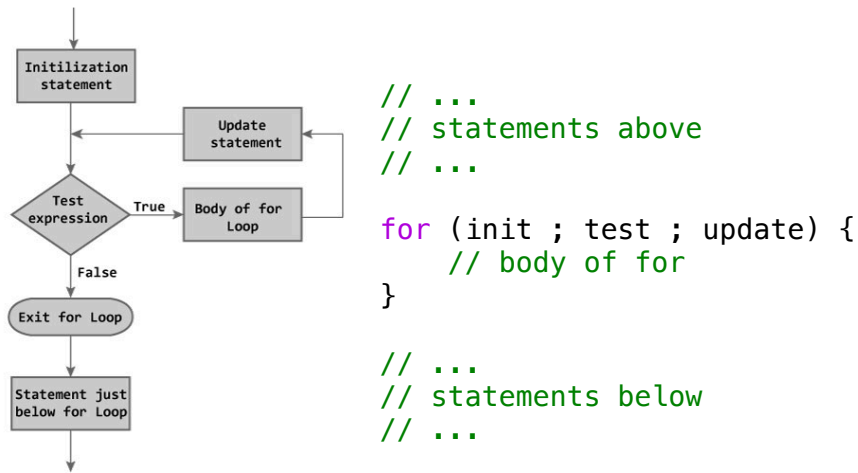 Initilization
statement
Update
statement
Test
expression
True
Body of for
Loop
False
Exit for Loop
Statement just
below for Loop
// ...
// statements above
// ...
for (init ; test ; update) {
// body of for
}
// ...
// statements below
// ...